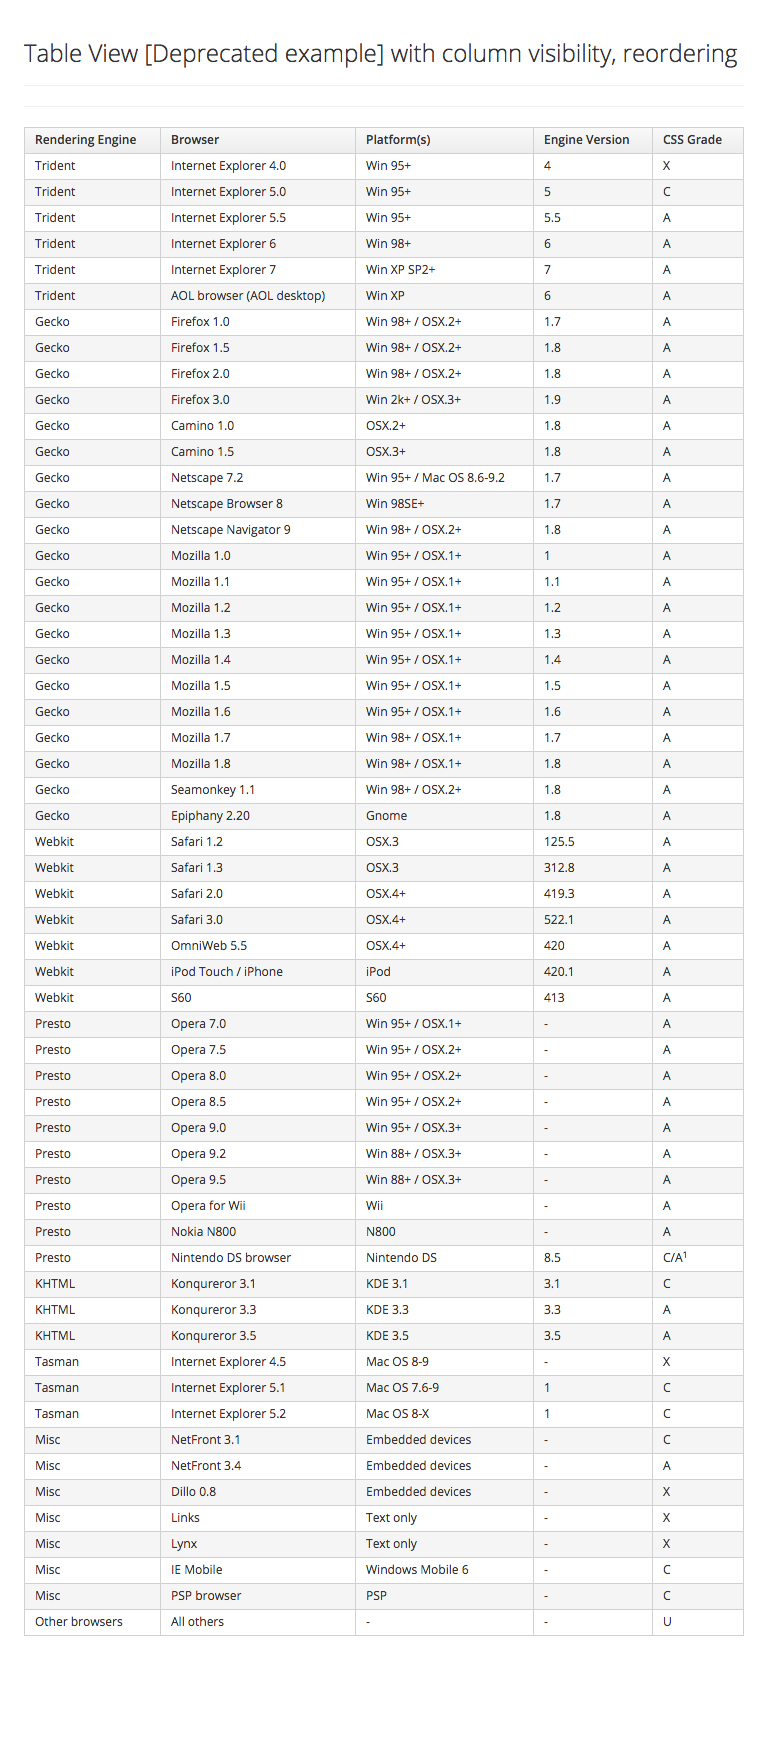 Table View [Deprecated example] with column visibility, reordering
Rendering Engine Browser Platform(s) Engine Version CSS Grade
Trident Internet Explorer 4.0 Win 95+ 4 X
Trident Internet Explorer 5.0 Win 95+ 5 C
Trident Internet Explorer 5.5 Win 95+ 5.5 A
Trident Internet Explorer 6 Win 98+ 6 A
Trident Internet Explorer 7 Win XP SP2+ 7 A
Trident AOL browser (AOL desktop) Win XP 6 A
Gecko Firefox 1.0 Win 98+ / OSX.2+ 1.7 A
Gecko Firefox 1.5 Win 98+ / OSX.2+ 1.8 A
Gecko Firefox 2.0 Win 98+ / OSX.2+ 1.8 A
Gecko Firefox 3.0 Win 2k+ / OSX.3+ 1.9 A
Gecko Camino 1.0 OSX.2+ 1.8 A
Gecko Camino 1.5 OSX.3+ 1.8 A
Gecko Netscape 7.2 Win 95+ / Mac OS 8.6-9.2 1.7 A
Gecko Netscape Browser 8 Win 98SE+ 1.7 A
Gecko Netscape Navigator 9 Win 98+ / OSX.2+ 1.8 A
Gecko Mozilla 1.0 Win 95+ / OSX.1+ 1 A
Gecko Mozilla 1.1 Win 95+ / OSX.1+ 1.1 A
Gecko Mozilla 1.2 Win 95+ / OSX.1+ 1.2 A
Gecko Mozilla 1.3 Win 95+ / OSX.1+ 1.3 A
Gecko Mozilla 1.4 Win 95+ / OSX.1+ 1.4 A
Gecko Mozilla 1.5 Win 95+ / OSX.1+ 1.5 A
Gecko Mozilla 1.6 Win 95+ / OSX.1+ 1.6 A
Gecko Mozilla 1.7 Win 98+ / OSX.1+ 1.7 A
Gecko Mozilla 1.8 Win 98+ / OSX.1+ 1.8 A
Gecko Seamonkey 1.1 Win 98+ / OSX.2+ 1.8 A
Gecko Epiphany 2.20 Gnome 1.8 A
Webkit Safari 1.2 OSX.3 125.5 A
Webkit Safari 1.3 OSX.3 312.8 A
Webkit Safari 2.0 OSX.4+ 419.3 A
Webkit Safari 3.0 OSX.4+ 522.1 A
Webkit OmniWeb 5.5 OSX.4+ 420 A
Webkit iPod Touch / iPhone iPod 420.1 A
Webkit S60 S60 413 A
Presto Opera 7.0 Win 95+ / OSX.1+ - A
Presto Opera 7.5 Win 95+ / OSX.2+ - A
Presto Opera 8.0 Win 95+ / OSX.2+ - A
Presto Opera 8.5 Win 95+ / OSX.2+ - A
Presto Opera 9.0 Win 95+ / OSX.3+ - A
Presto Opera 9.2 Win 88+ / OSX.3+ - A
Presto Opera 9.5 Win 88+ / OSX.3+ - A
Presto Opera for Wii Wii - A
Presto Nokia N800 N800 - A
Presto Nintendo DS browser Nintendo DS 8.5 C/A¹
KHTML Konqureror 3.1 KDE 3.1 3.1 C
KHTML Konqureror 3.3 KDE 3.3 3.3 A
KHTML Konqureror 3.5 KDE 3.5 3.5 A
Tasman Internet Explorer 4.5 Mac OS 8-9 - X
Tasman Internet Explorer 5.1 Mac OS 7.6-9 1 C
Tasman Internet Explorer 5.2 Mac OS 8-X 1 C
Misc NetFront 3.1 Embedded devices - C
Misc NetFront 3.4 Embedded devices - A
Misc Dillo 0.8 Embedded devices - X
Misc Links Text only - X
Misc Lynx Text only - X
Misc IE Mobile Windows Mobile 6 - C
Misc PSP browser PSP - C
Other browsers All others - - U